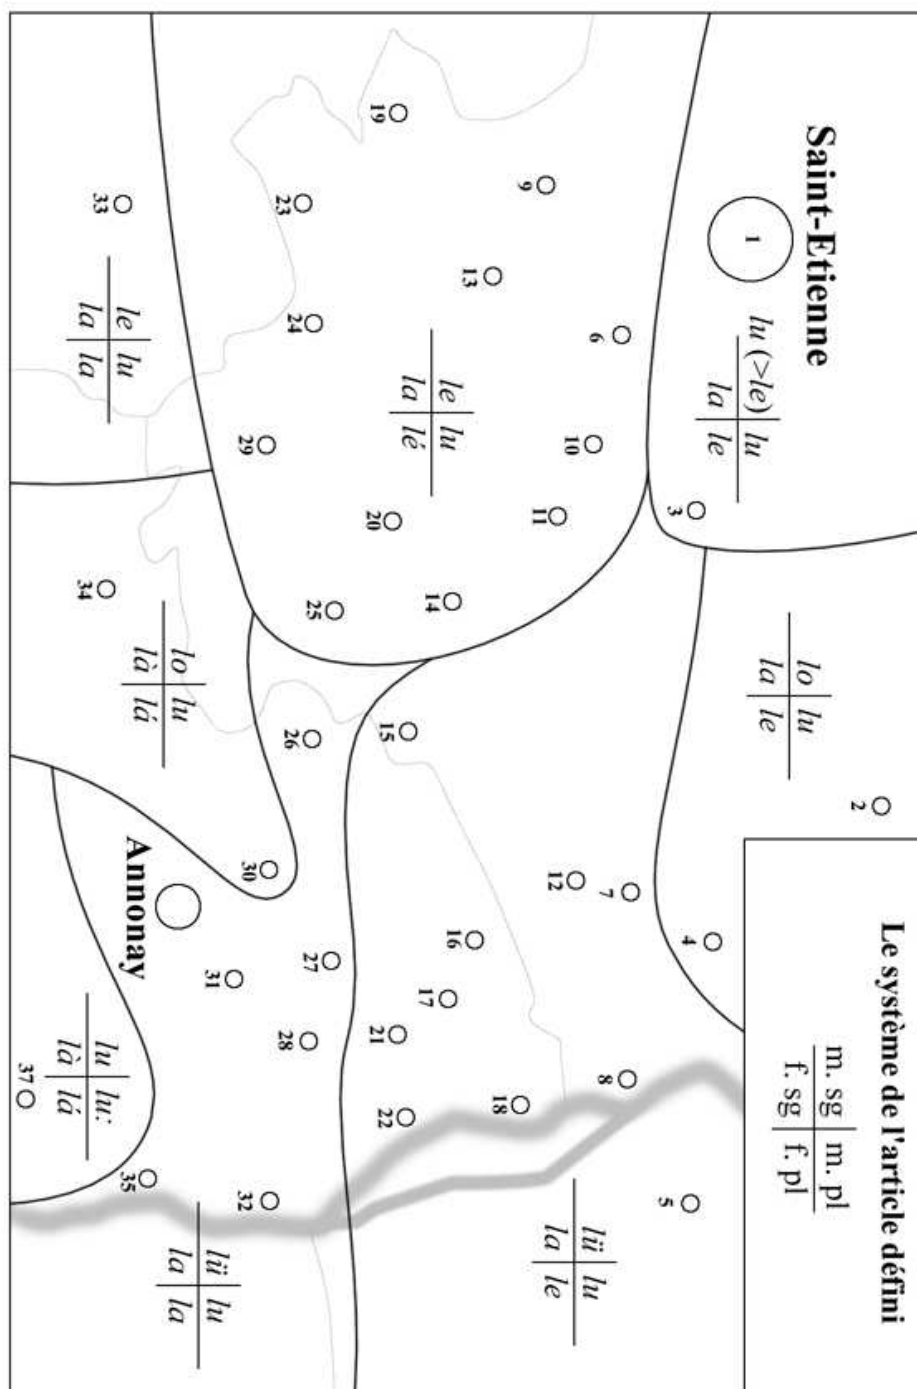 Le système de l'article défini
m. sg m. pl
f. sg f. pl
Saint-Etienne
1
lu (>le) lu
la le
2
lo lu
la le
3
4
5
6
7
8
lü lu
la le
9
10
11
12
13
14
le lu
la lé
15
16
17
18
19
20
21
22
23
24
25
26
27
28
29
30
31
32
lü lu
la la
33
le lu
la la
34
lo lu
là lá
Annonay
35
lu lu:
là lá
37